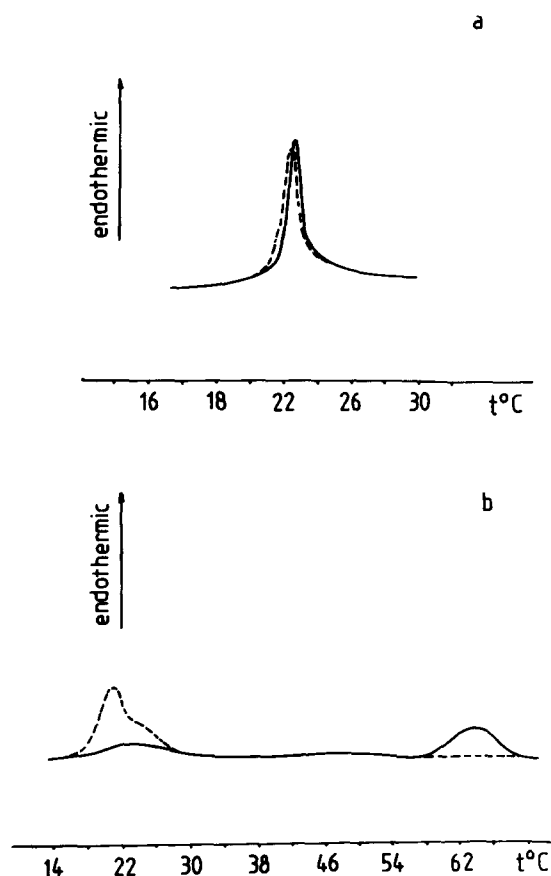 a
endothermic
16 18 22 26 30 t°C
b
endothermic
14 22 30 38 46 54 62 t°C